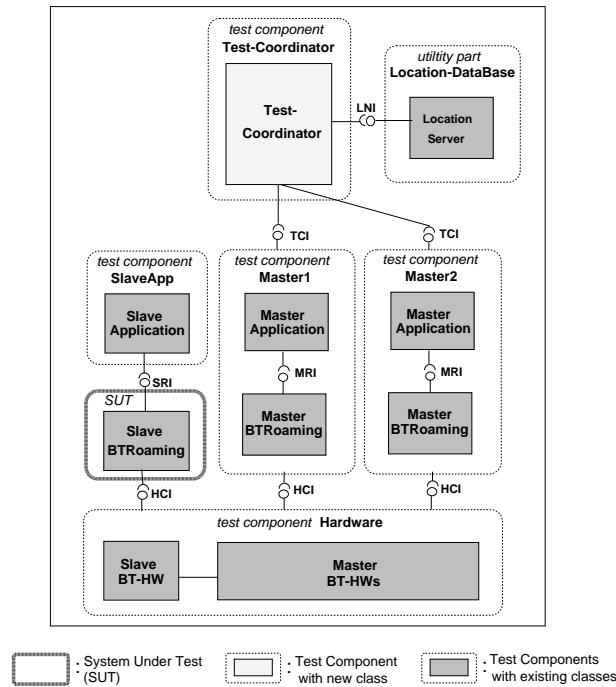 test component
Test-Coordinator
utiltity part
Location-DataBase
Test-
Coordinator
LNI
Location
Server
TCI
TCI
test component
SlaveApp
test component
Master1
test component
Master2
Slave
Application
Master
Application
Master
Application
SRI
MRI
MRI
SUT
Slave
BTRoaming
Master
BTRoaming
Master
BTRoaming
HCI
HCI
HCI
test component Hardware
Slave
BT-HW
Master
BT-HWs
: System Under Test
(SUT)
: Test Component
with new class
: Test Components
with existing classes